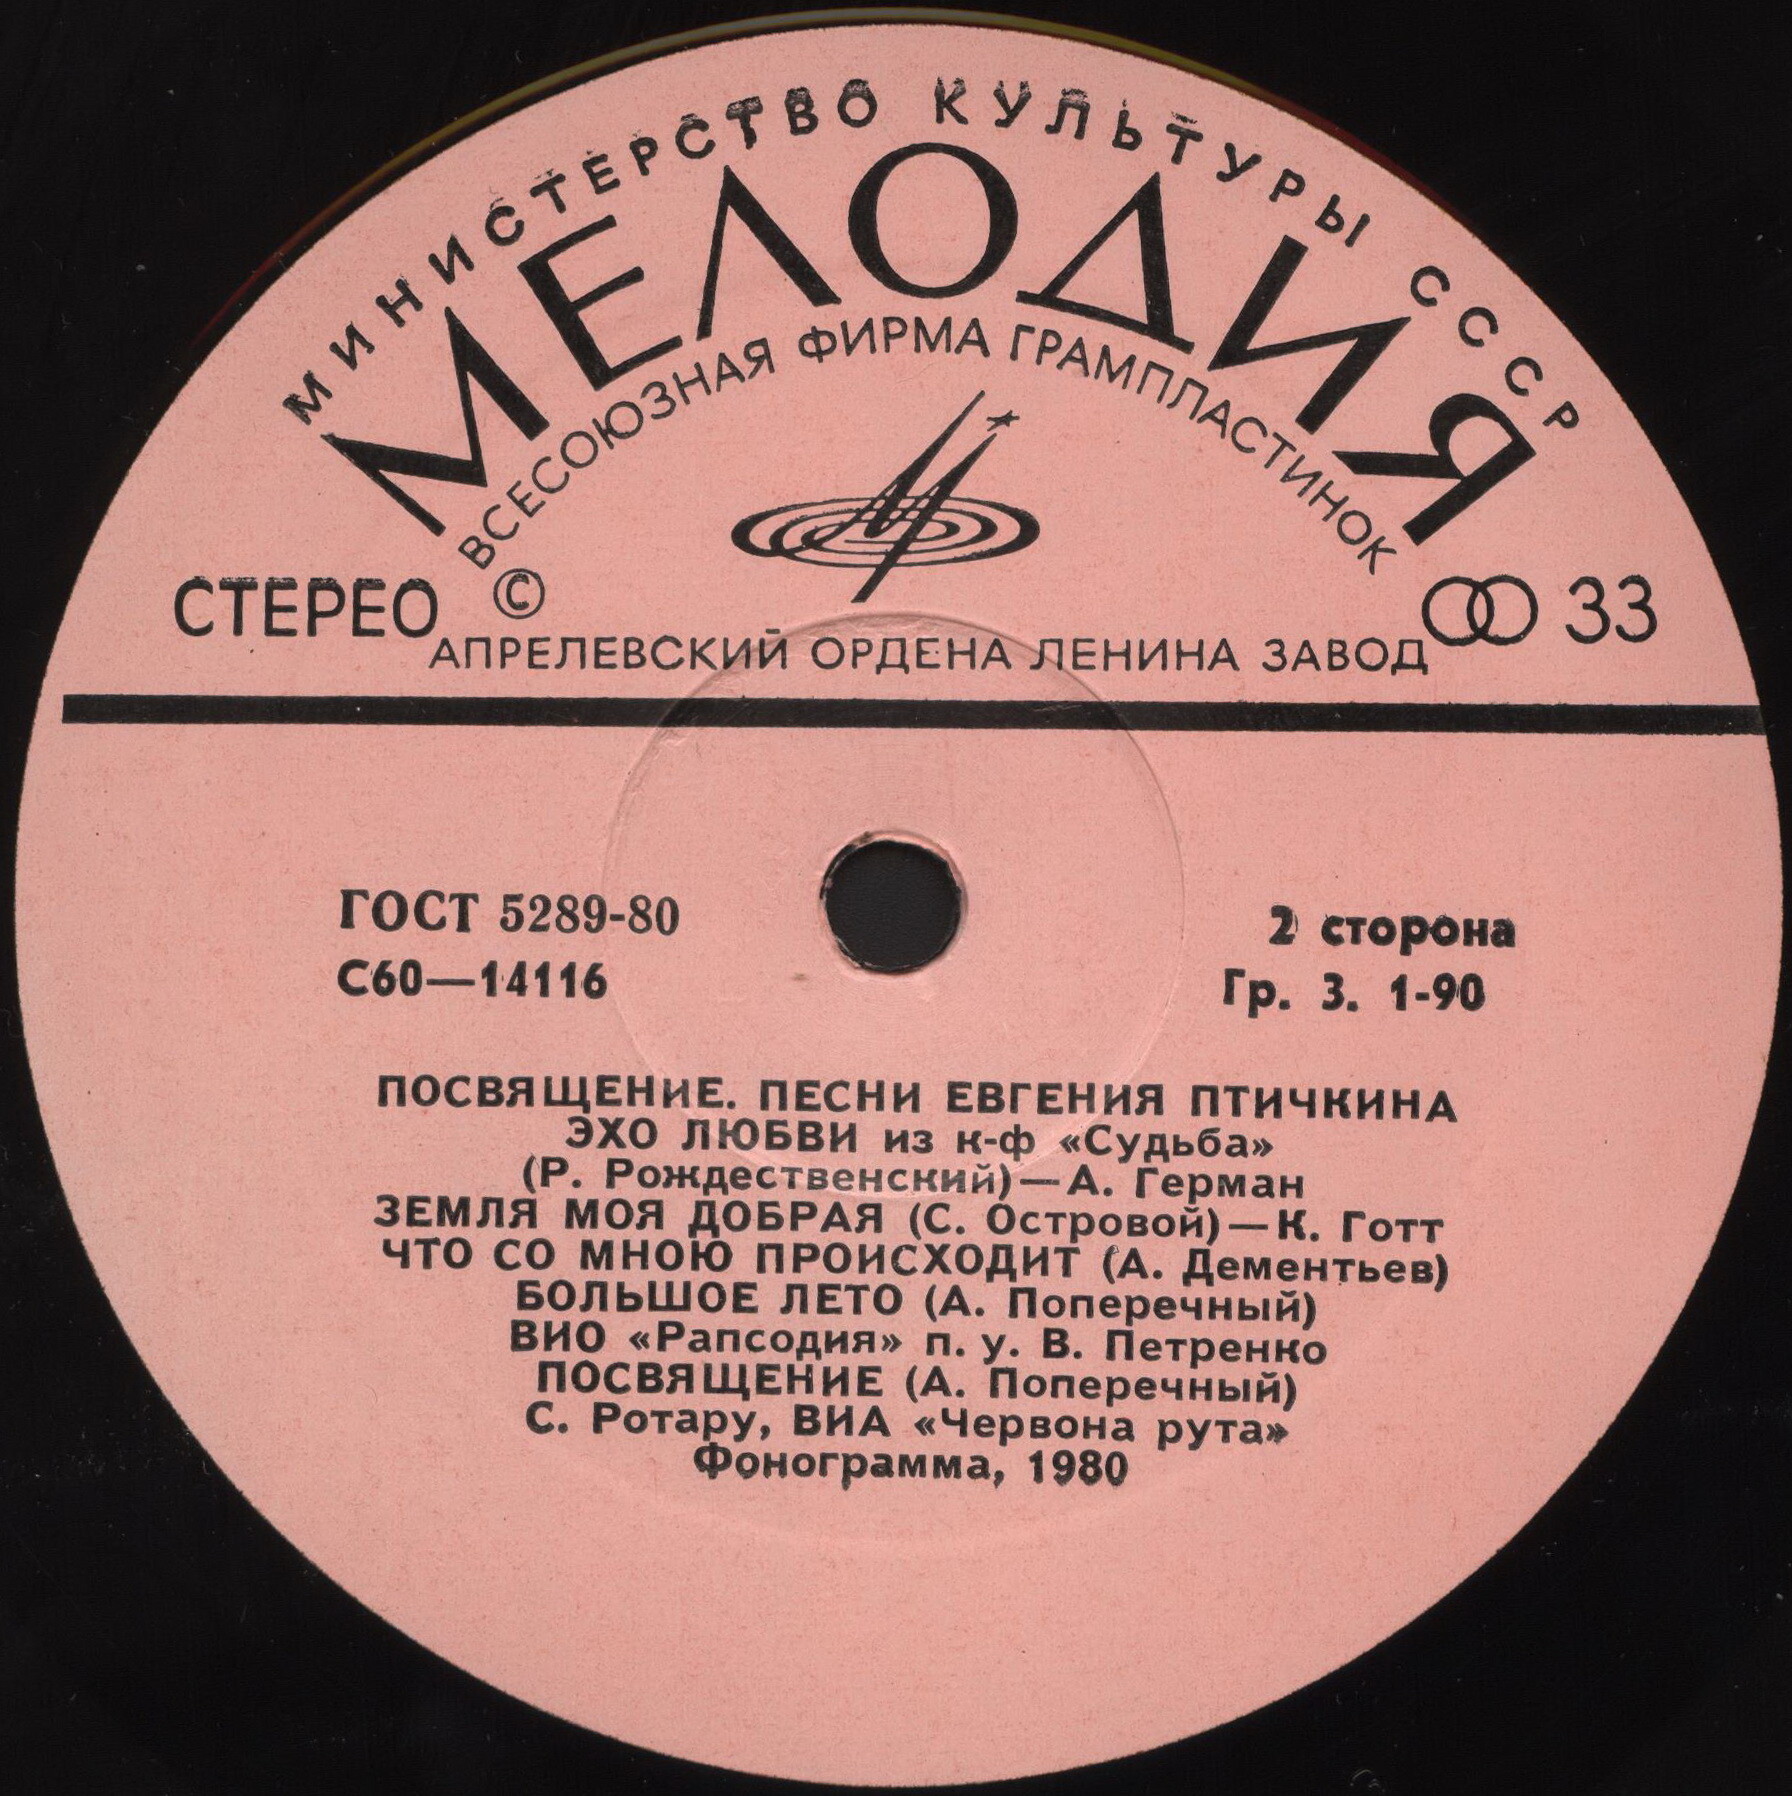 МИНИСТЕРСТВО КУЛЬТУРЫ СССР
МЕЛОДИЯ
ВСЕСОЮЗНАЯ ФИРМА ГРАМПЛАСТИНОК
СТЕРЕО © 33
АПРЕЛЕВСКИЙ ОРДЕНА ЛЕНИНА ЗАВОД
ГОСТ 5289-80 2 сторона
С60—14116 Гр. 3. 1-90
ПОСВЯЩЕНИЕ. ПЕСНИ ЕВГЕНИЯ ПТИЧКИНА
ЭХО ЛЮБВИ из к-ф «Судьба»
(Р. Рождественский)—А. Герман
ЗЕМЛЯ МОЯ ДОБРАЯ (С. Островой)—К. Готт
ЧТО СО МНОЮ ПРОИСХОДИТ (А. Дементьев)
БОЛЬШОЕ ЛЕТО (А. Поперечный)
ВИО «Рапсодия» п. у. В. Петренко
ПОСВЯЩЕНИЕ (А. Поперечный)
С. Ротару, ВИА «Червона рута»
Фонограмма, 1980